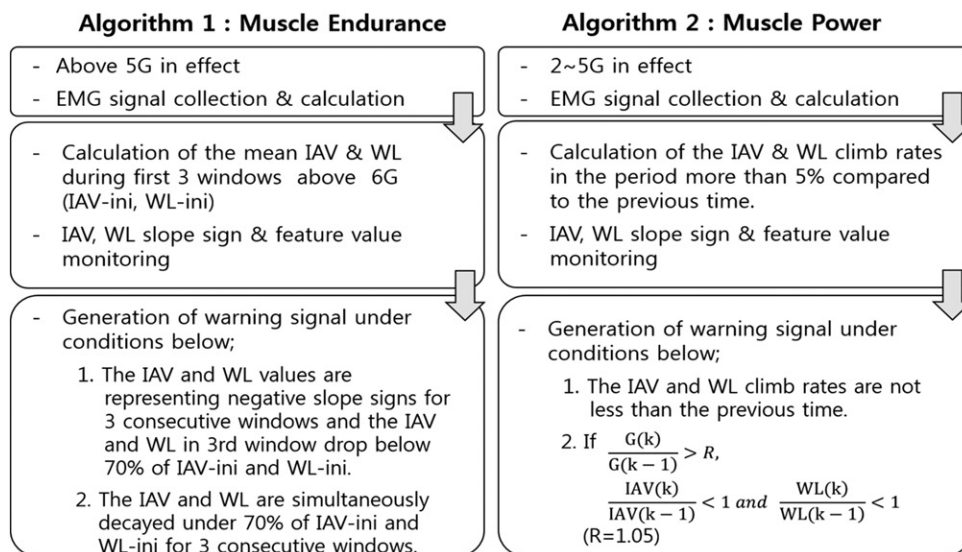 Algorithm 1 : Muscle Endurance
- Above 5G in effect
- EMG signal collection & calculation
- Calculation of the mean IAV & WL
during first 3 windows above 6G
(IAV-ini, WL-ini)
- IAV, WL slope sign & feature value
monitoring
- Generation of warning signal under
conditions below;
1. The IAV and WL values are
representing negative slope signs for
3 consecutive windows and the IAV
and WL in 3rd window drop below
70% of IAV-ini and WL-ini.
2. The IAV and WL are simultaneously
decayed under 70% of IAV-ini and
WL-ini for 3 consecutive windows.
Algorithm 2 : Muscle Power
- 2~5G in effect
- EMG signal collection & calculation
- Calculation of the IAV & WL climb rates
in the period more than 5% compared
to the previous time.
- IAV, WL slope sign & feature value
monitoring
- Generation of warning signal under
conditions below;
1. The IAV and WL climb rates are not
less than the previous time.
2. If G(k)/G(k − 1) > R,
IAV(k)/IAV(k − 1) < 1 and WL(k)/WL(k − 1) < 1
(R=1.05)